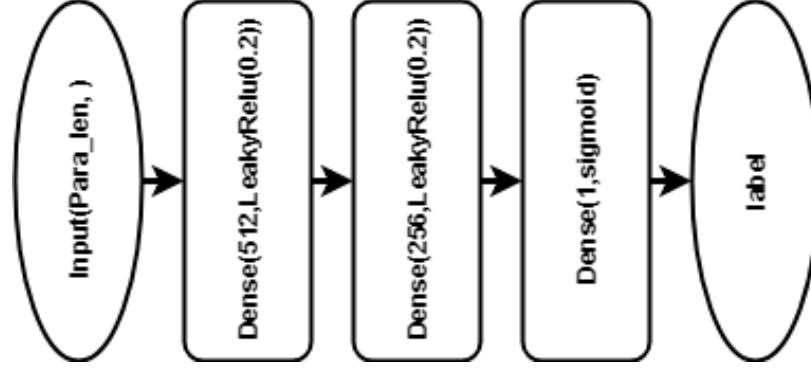 Input(Para_len, )
Dense(512,LeakyRelu(0.2))
Dense(256,LeakyRelu(0.2))
Dense(1,sigmoid)
label